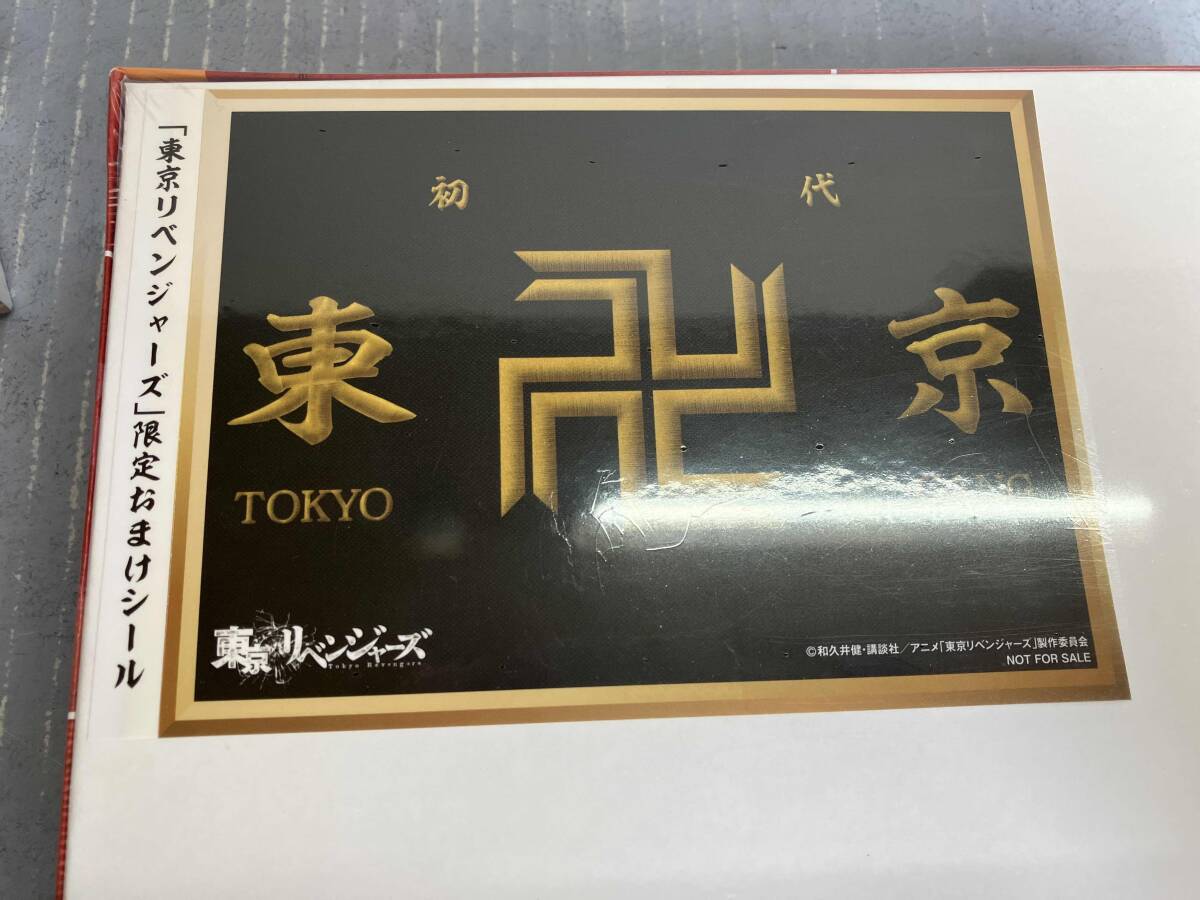 「東京リベンジャーズ」限定おまけシール
初 代
東 卍 京
TOKYO
東京リベンジャーズ
Tokyo Revengers
©和久井健・講談社／アニメ「東京リベンジャーズ」製作委員会
NOT FOR SALE